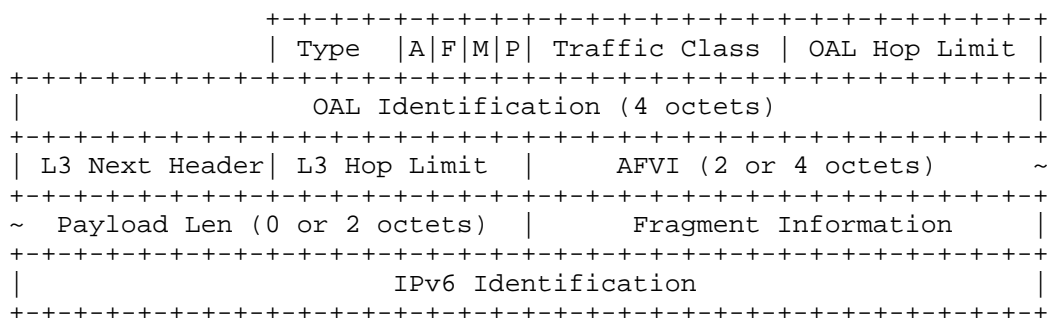 +-+-+-+-+-+-+-+-+-+-+-+-+-+-+-+-+-+-+-+-+-+-+-+-+
                | Type  |A|F|M|P| Traffic Class | OAL Hop Limit |
+-+-+-+-+-+-+-+-+-+-+-+-+-+-+-+-+-+-+-+-+-+-+-+-+-+-+-+-+-+-+-+-+
|                  OAL Identification (4 octets)                |
+-+-+-+-+-+-+-+-+-+-+-+-+-+-+-+-+-+-+-+-+-+-+-+-+-+-+-+-+-+-+-+-+
| L3 Next Header| L3 Hop Limit  |     AFVI (2 or 4 octets)      ~
+-+-+-+-+-+-+-+-+-+-+-+-+-+-+-+-+-+-+-+-+-+-+-+-+-+-+-+-+-+-+-+-+
~  Payload Len (0 or 2 octets)  |      Fragment Information     |
+-+-+-+-+-+-+-+-+-+-+-+-+-+-+-+-+-+-+-+-+-+-+-+-+-+-+-+-+-+-+-+-+
|                       IPv6 Identification                     |
+-+-+-+-+-+-+-+-+-+-+-+-+-+-+-+-+-+-+-+-+-+-+-+-+-+-+-+-+-+-+-+-+